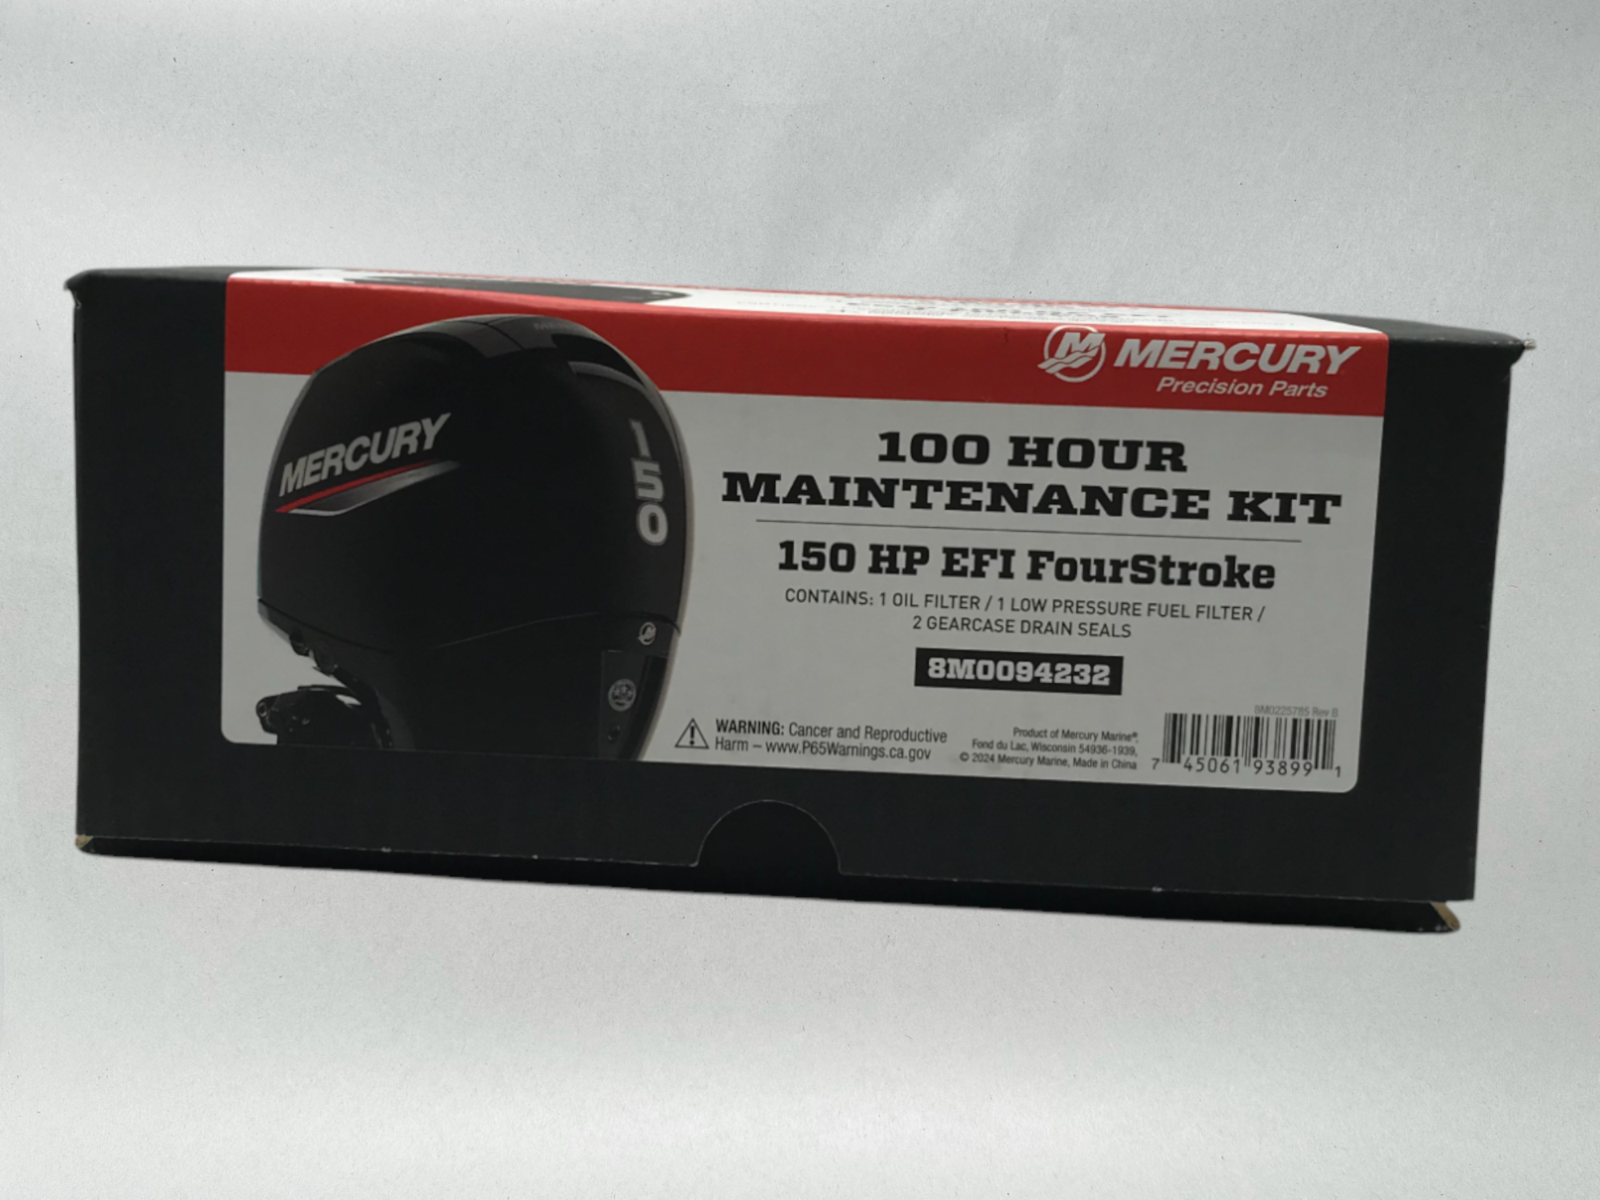 MERCURY
Precision Parts
MERCURY
150
100 HOUR
MAINTENANCE KIT
150 HP EFI FourStroke
CONTAINS: 1 OIL FILTER / 1 LOW PRESSURE FUEL FILTER /
2 GEARCASE DRAIN SEALS
8M0094232
8M0225785 Rev B
WARNING: Cancer and Reproductive
Harm – www.P65Warnings.ca.gov
Product of Mercury Marine®,
Fond du Lac, Wisconsin 54936-1939,
© 2024 Mercury Marine, Made in China
7 45061 93899 1